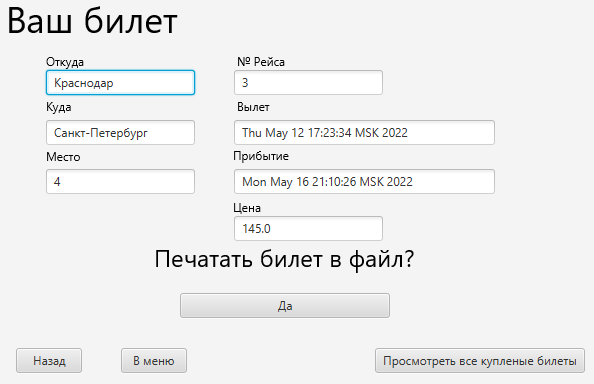 Ваш билет
Откуда
№ Рейса
Краснодар
3
Куда
Вылет
Санкт-Петербург
Thu May 12 17:23:34 MSK 2022
Место
Прибытие
4
Mon May 16 21:10:26 MSK 2022
Цена
145.0
Печатать билет в файл?
Да
Назад
В меню
Просмотреть все купленые билеты